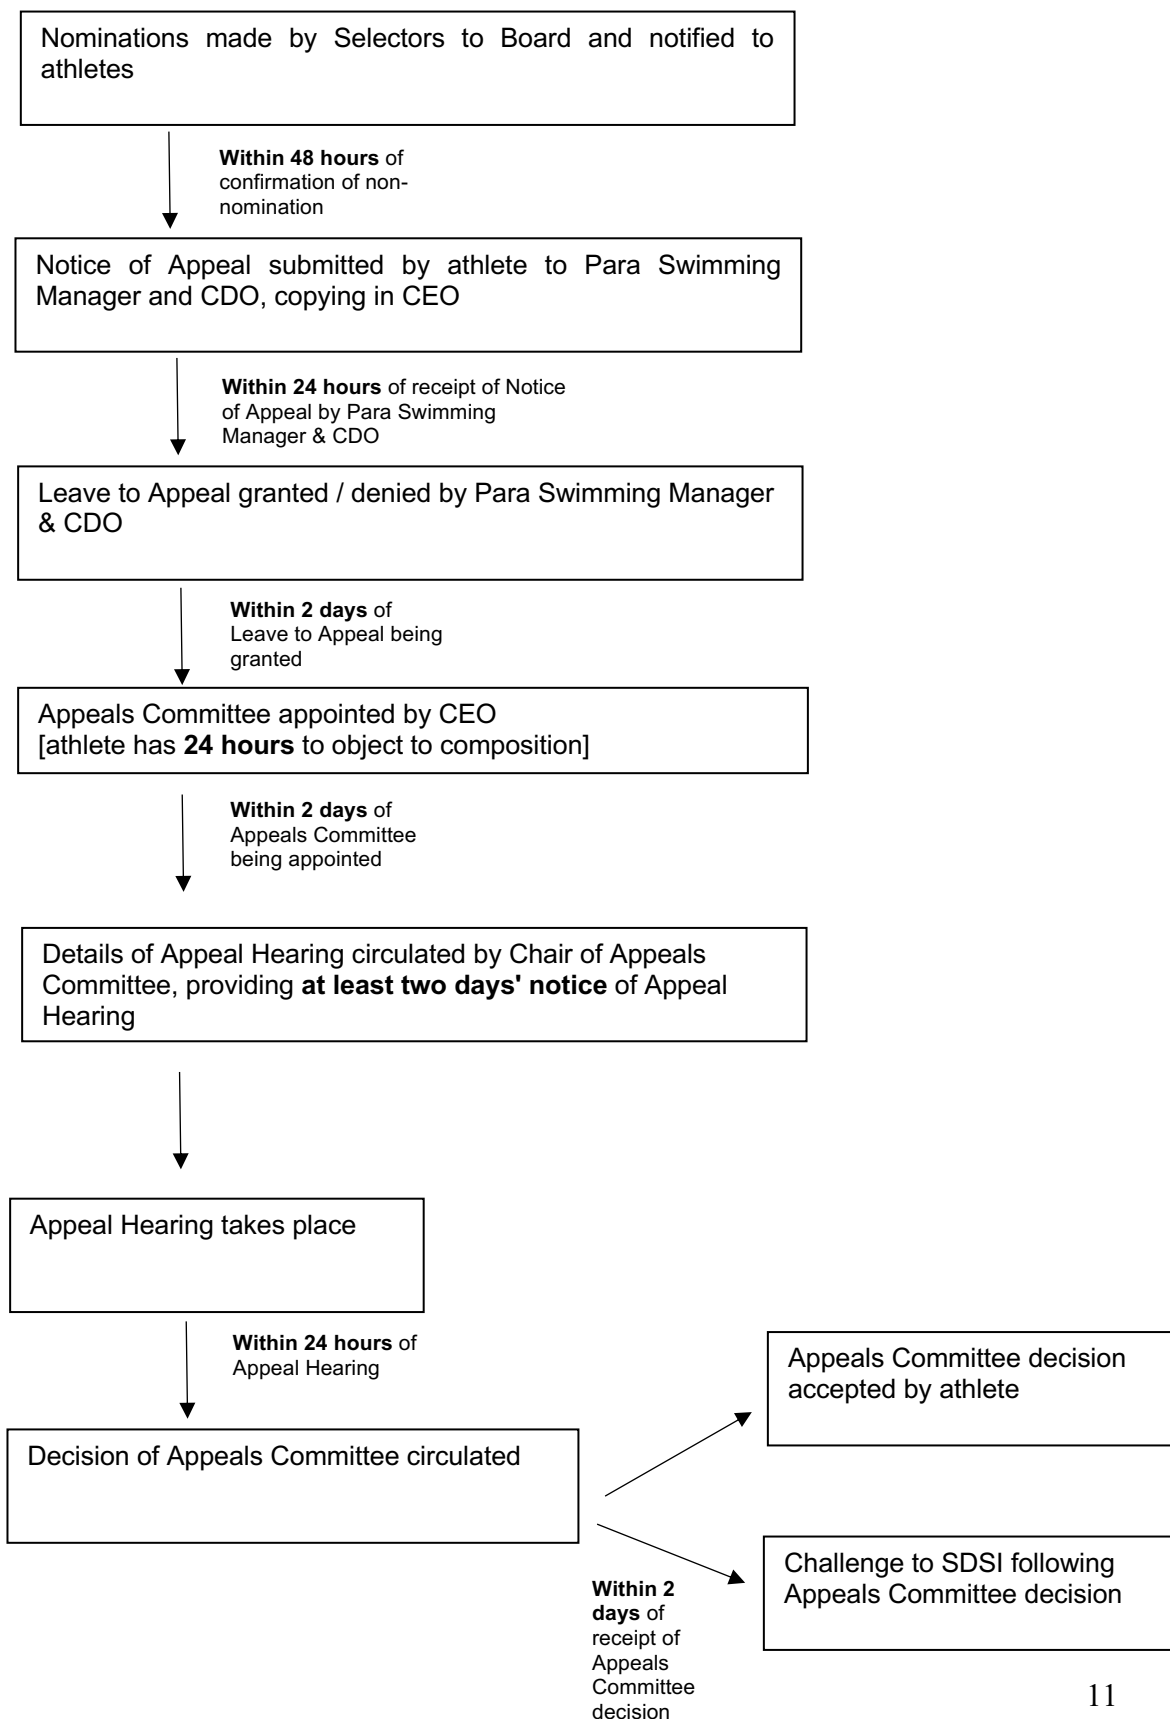 Nominations made by Selectors to Board and notified to
athletes
Within 48 hours of
confirmation of non-
nomination
Notice of Appeal submitted by athlete to Para Swimming
Manager and CDO, copying in CEO
Within 24 hours of receipt of Notice
of Appeal by Para Swimming
Manager & CDO
Leave to Appeal granted / denied by Para Swimming Manager
& CDO
Within 2 days of
Leave to Appeal being
granted
Appeals Committee appointed by CEO
[athlete has 24 hours to object to composition]
Within 2 days of
Appeals Committee
being appointed
Details of Appeal Hearing circulated by Chair of Appeals
Committee, providing at least two days' notice of Appeal
Hearing
Appeal Hearing takes place
Within 24 hours of
Appeal Hearing
Decision of Appeals Committee circulated
Appeals Committee decision
accepted by athlete
Within 2
days of
receipt of
Appeals
Committee
decision
Challenge to SDSI following
Appeals Committee decision
11